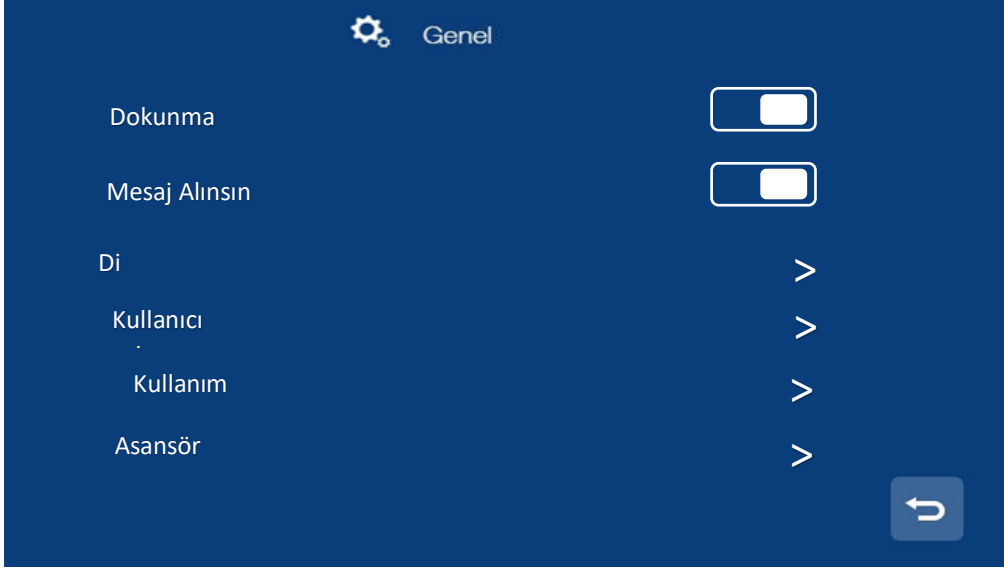 Genel
Dokunma
Mesaj Alınsın
Di
>
Kullanıcı
>
Kullanım
>
Asansör
>